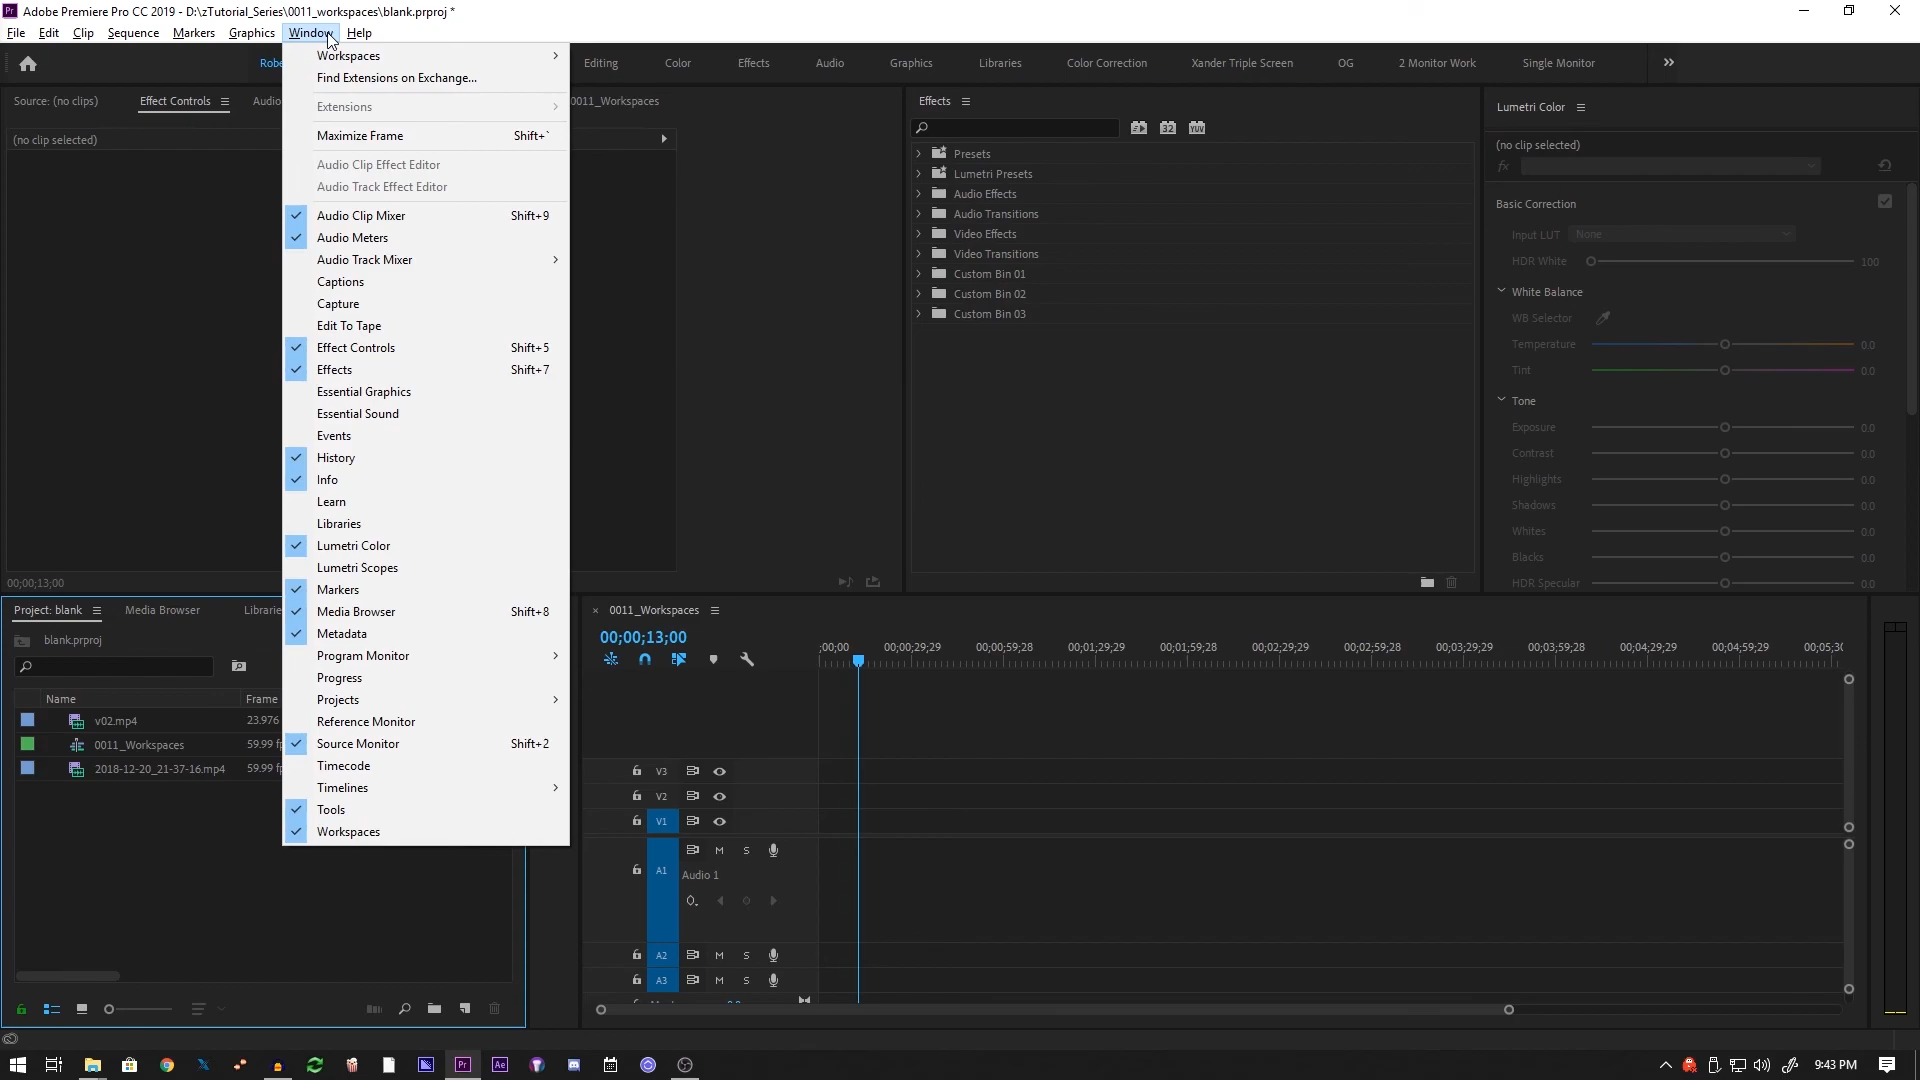 Pr Adobe Premiere Pro CC 2019 - D:\zTutorial_Series\0011_workspaces\blank.prproj *
File Edit Clip Sequence Markers Graphics Window Help
Editing Color Effects Audio Graphics Libraries Color Correction Xander Triple Screen OG 2 Monitor Work Single Monitor
Source: (no clips) Effect Controls Audio
0011_Workspaces
(no clip selected)
00;00;13;00
Workspaces
Find Extensions on Exchange...
Extensions
Maximize Frame Shift+`
Audio Clip Effect Editor
Audio Track Effect Editor
Audio Clip Mixer Shift+9
Audio Meters
Audio Track Mixer
Captions
Capture
Edit To Tape
Effect Controls Shift+5
Effects Shift+7
Essential Graphics
Essential Sound
Events
History
Info
Learn
Libraries
Lumetri Color
Lumetri Scopes
Markers
Media Browser Shift+8
Metadata
Program Monitor
Progress
Projects
Reference Monitor
Source Monitor Shift+2
Timecode
Timelines
Tools
Workspaces
Effects
32 YUV
Presets
Lumetri Presets
Audio Effects
Audio Transitions
Video Effects
Video Transitions
Custom Bin 01
Custom Bin 02
Custom Bin 03
Lumetri Color
(no clip selected)
fx
Basic Correction
Input LUT None
HDR White 100
White Balance
WB Selector
Temperature 0.0
Tint 0.0
Tone
Exposure 0.0
Contrast 0.0
Highlights 0.0
Shadows 0.0
Whites 0.0
Blacks 0.0
HDR Specular 0.0
Project: blank Media Browser
blank.prproj
Name Frame
v02.mp4 23.976
0011_Workspaces 59.99
2018-12-20_21-37-16.mp4 59.99
× 0011_Workspaces
00;00;13;00
;00;00 00;00;29;29 00;00;59;28 00;01;29;29 00;01;59;28 00;02;29;29 00;02;59;28 00;03;29;29 00;03;59;28 00;04;29;29 00;04;59;29
V3
V2
V1
A1 M S
Audio 1
A2 M S
A3 M S
Pr Ae 9:43 PM